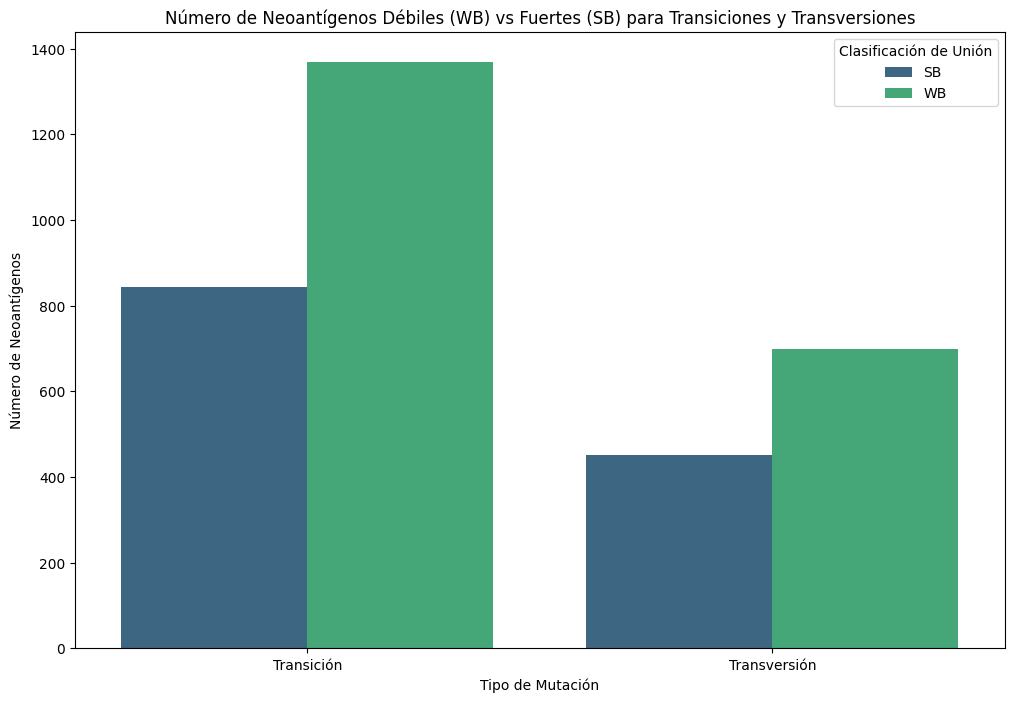 Número de Neoantígenos Débiles (WB) vs Fuertes (SB) para Transiciones y Transversiones
Clasificación de Unión
SB
WB
Número de Neoantígenos
1400
1200
1000
800
600
400
200
0
Transición
Transversión
Tipo de Mutación